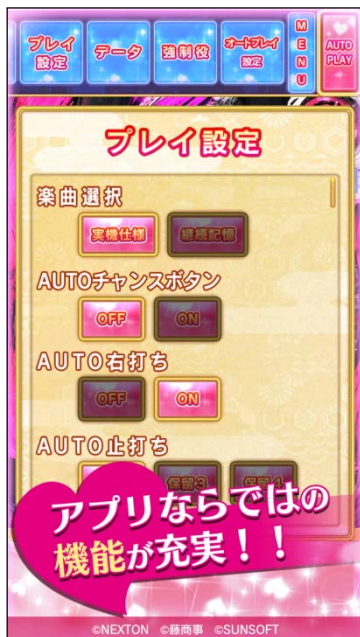 プレイ
設定
データ
強制役
オートプレイ
設定
MENU
AUTO
PLAY
プレイ設定
楽曲選択
実機仕様 継続記憶
AUTOチャンスボタン
OFF ON
AUTO右打ち
OFF ON
AUTO止打ち
保留3 保留4
アプリならではの
機能が充実！！
©NEXTON ©藤商事 ©SUNSOFT